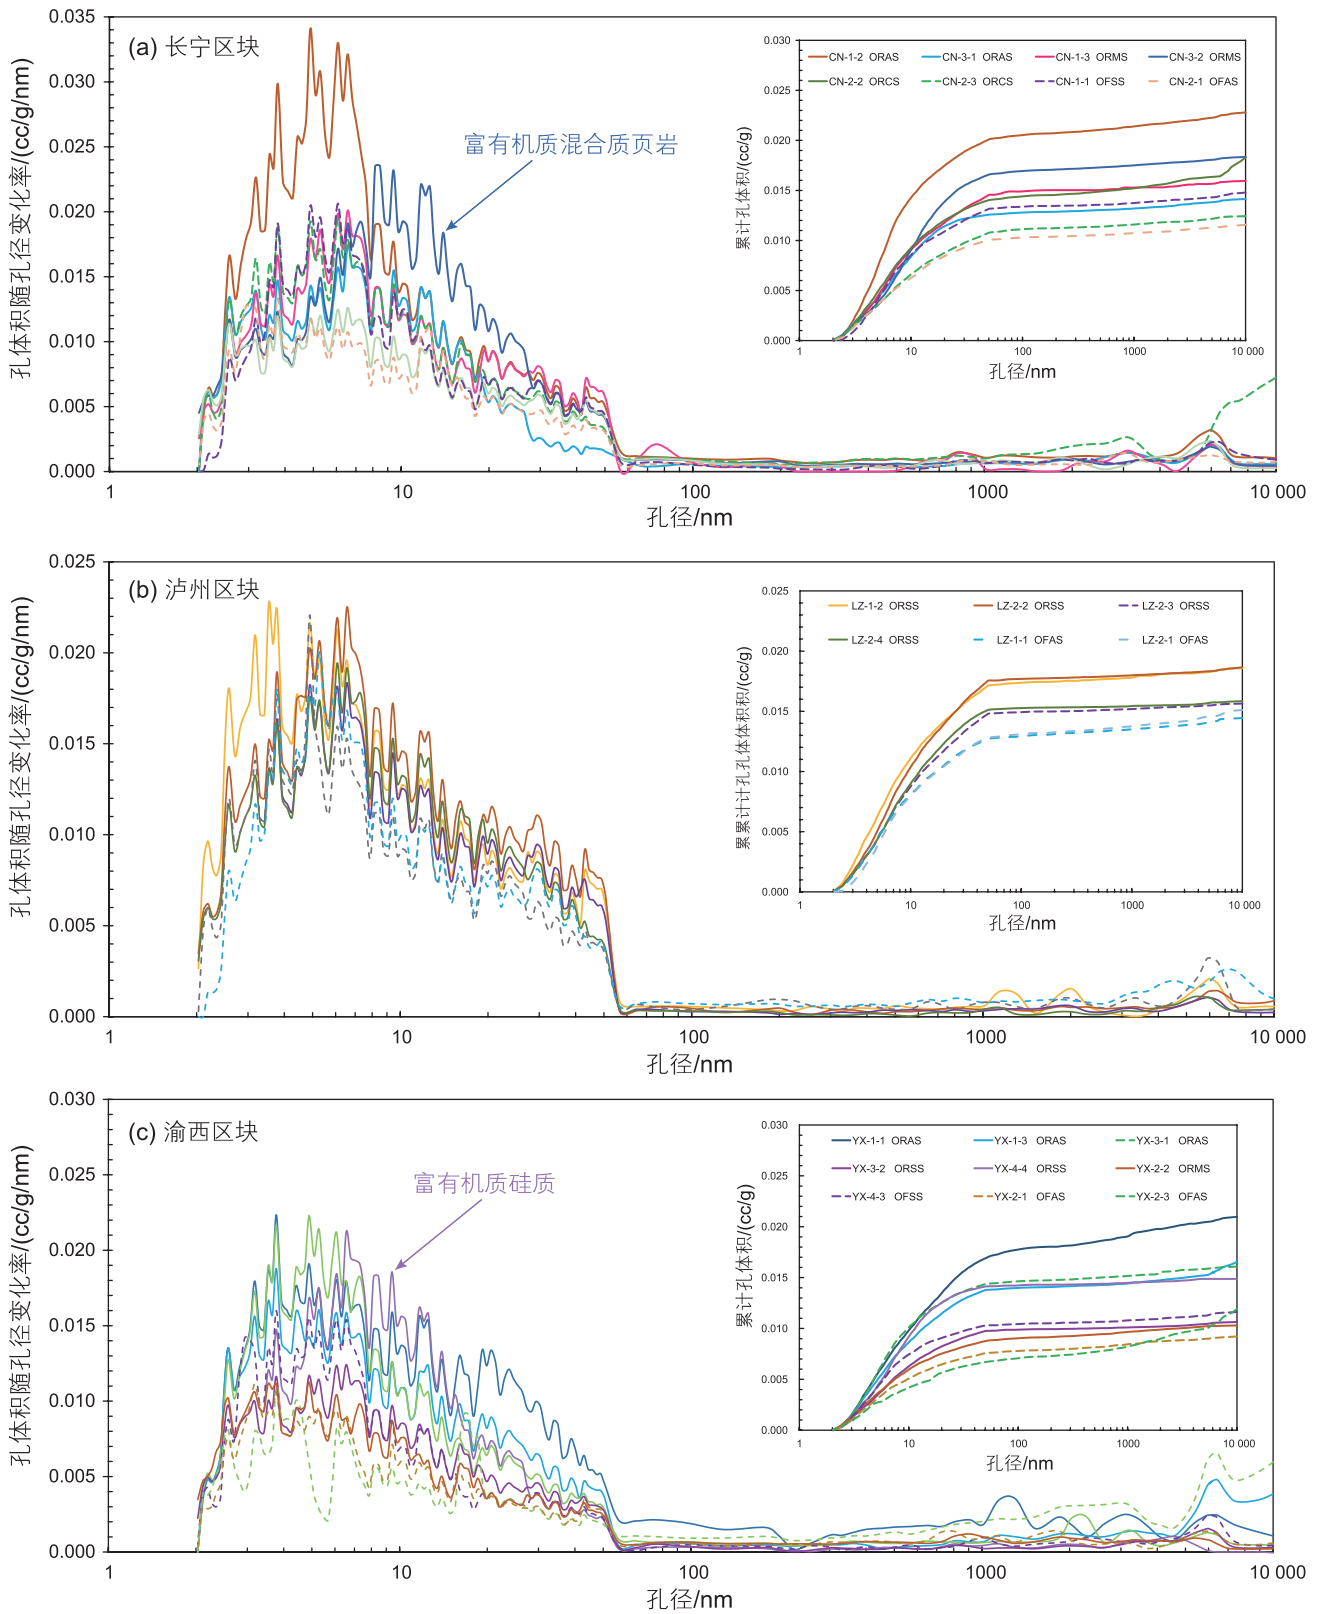 (a) 长宁区块
孔体积随孔径变化率/(cc/g/nm)
0.035
0.030
0.025
0.020
0.015
0.010
0.005
0.000
1
10
100
1000
10 000
孔径/nm
富有机质混合质页岩
累计孔体积/(cc/g)
0.030
0.025
0.020
0.015
0.010
0.005
0.000
CN-1-2 ORAS
CN-3-1 ORAS
CN-1-3 ORMS
CN-3-2 ORMS
CN-2-2 ORCS
CN-2-3 ORCS
CN-1-1 OFSS
CN-2-1 OFAS
1
10
100
1000
10 000
孔径/nm
(b) 泸州区块
孔体积随孔径变化率/(cc/g/nm)
0.025
0.020
0.015
0.010
0.005
0.000
1
10
100
1000
10 000
孔径/nm
累累计计孔孔体体积积/(cc/g)
0.025
0.020
0.015
0.010
0.005
0.000
LZ-1-2 ORSS
LZ-2-2 ORSS
LZ-2-3 ORSS
LZ-2-4 ORSS
LZ-1-1 OFAS
LZ-2-1 OFAS
1
10
100
1000
10 000
孔径/nm
(c) 渝西区块
孔体积随孔径变化率/(cc/g/nm)
0.030
0.025
0.020
0.015
0.010
0.005
0.000
1
10
100
1000
10 000
孔径/nm
富有机质硅质
累计孔体积/(cc/g)
0.030
0.025
0.020
0.015
0.010
0.005
0.000
YX-1-1 ORAS
YX-1-3 ORAS
YX-3-1 ORAS
YX-3-2 ORSS
YX-4-4 ORSS
YX-2-2 ORMS
YX-4-3 OFSS
YX-2-1 OFAS
YX-2-3 OFAS
1
10
100
1000
10 000
孔径/nm